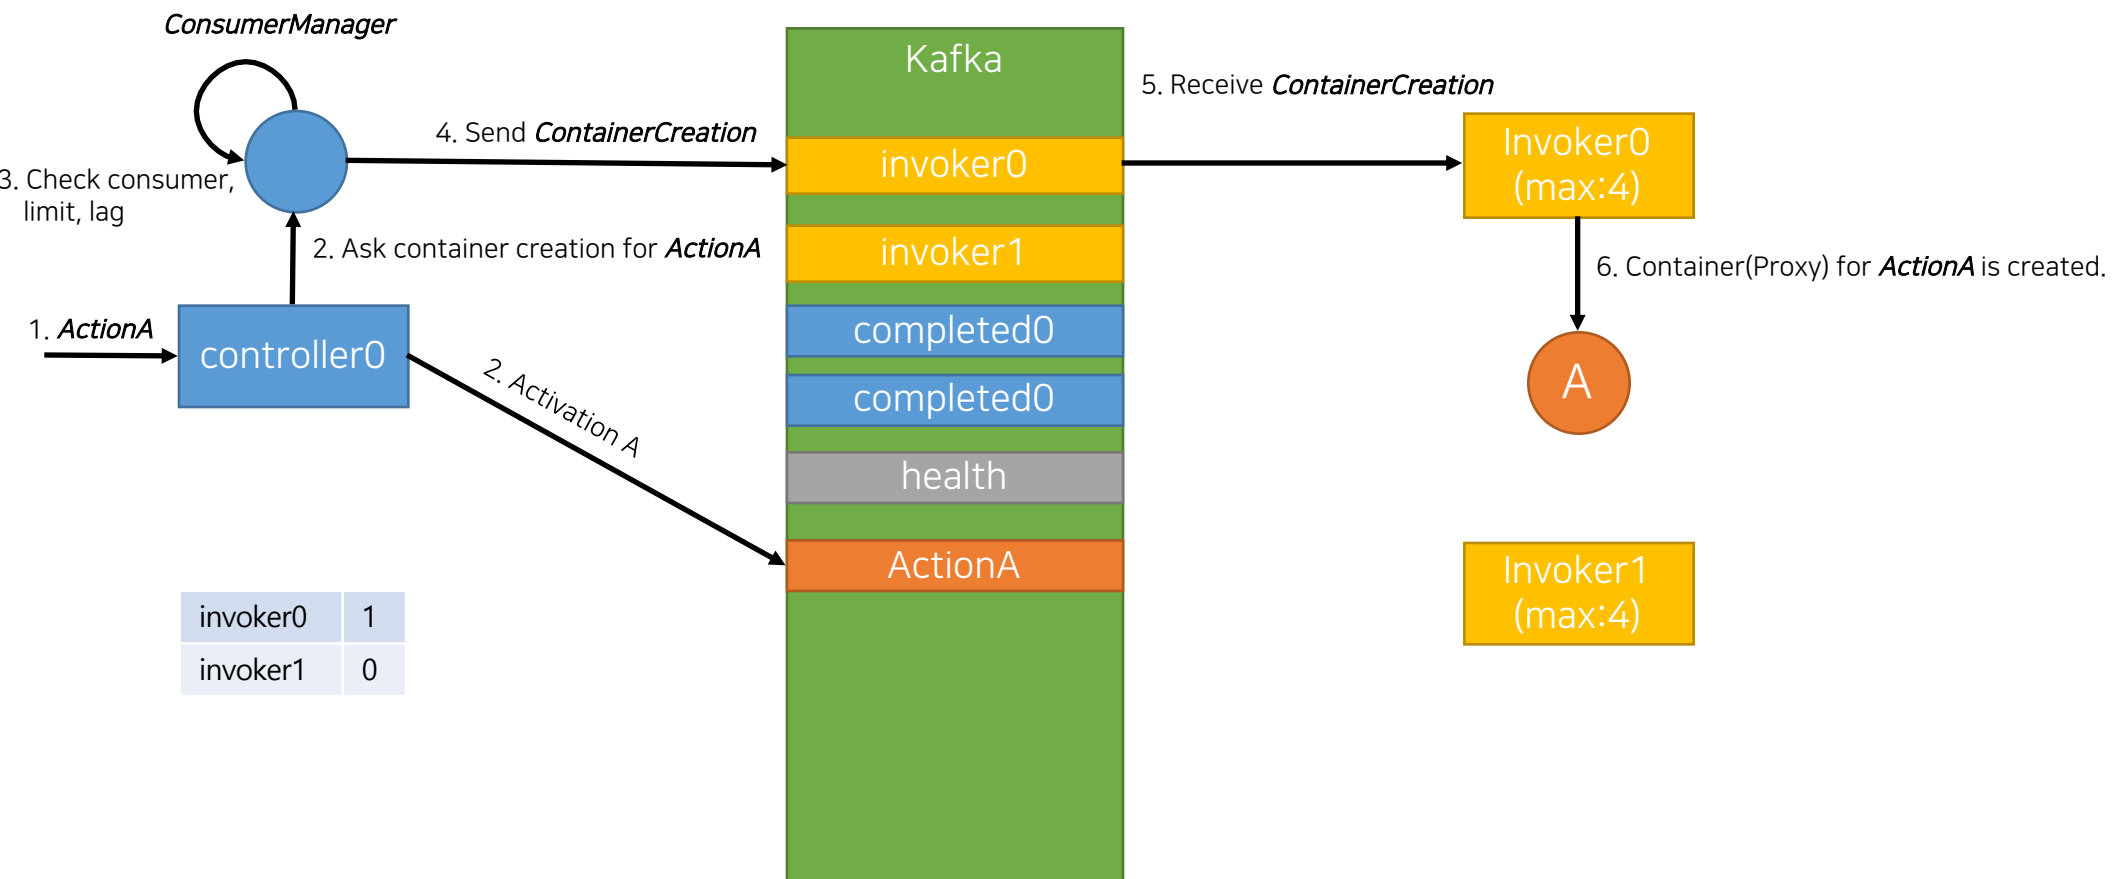 ConsumerManager
Kafka
5. Receive ContainerCreation
4. Send ContainerCreation
invoker0
Invoker0
(max:4)
3. Check consumer,
limit, lag
2. Ask container creation for ActionA
invoker1
6. Container(Proxy) for ActionA is created.
1. ActionA
controller0
completed0
2. Activation A
completed0
A
health
ActionA
Invoker1
(max:4)
invoker0 1
invoker1 0